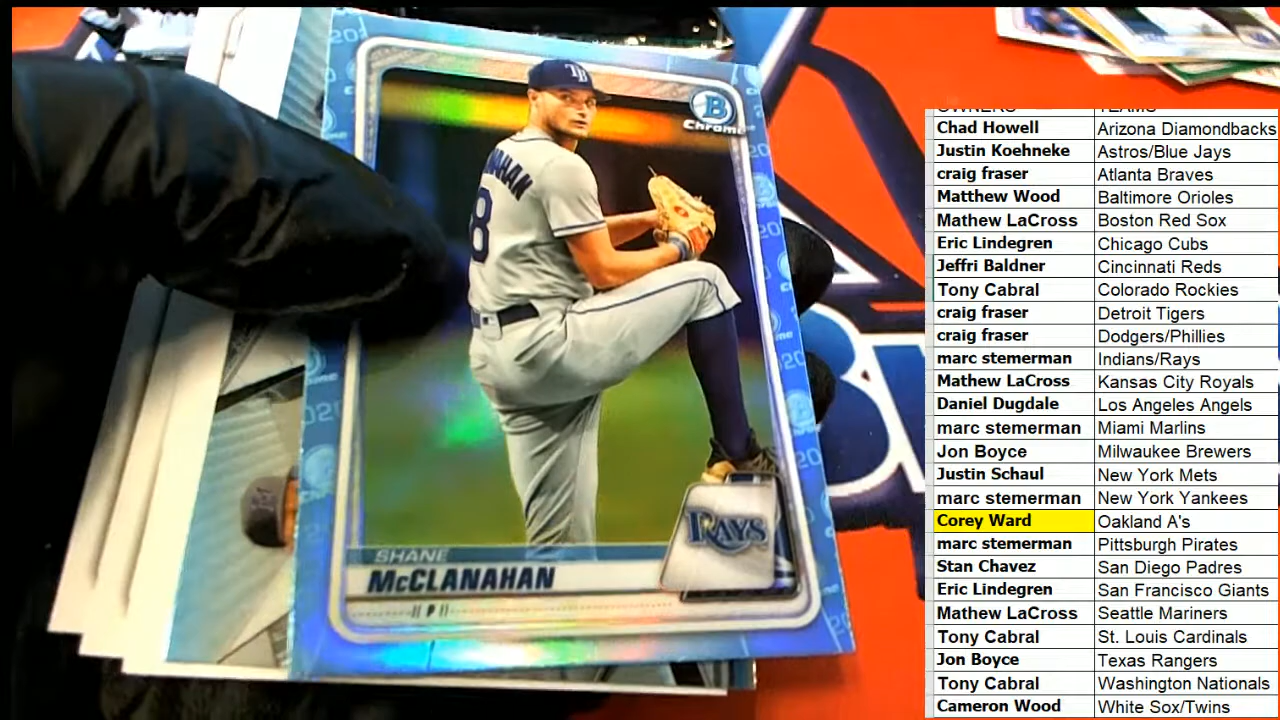 TB
B
Chrome
NAHAN
8
RAYS
SHANE
McCLANAHAN
P
OWNERS TEAMS
Chad Howell Arizona Diamondbacks
Justin Koehneke Astros/Blue Jays
craig fraser Atlanta Braves
Matthew Wood Baltimore Orioles
Mathew LaCross Boston Red Sox
Eric Lindegren Chicago Cubs
Jeffri Baldner Cincinnati Reds
Tony Cabral Colorado Rockies
craig fraser Detroit Tigers
craig fraser Dodgers/Phillies
marc stemerman Indians/Rays
Mathew LaCross Kansas City Royals
Daniel Dugdale Los Angeles Angels
marc stemerman Miami Marlins
Jon Boyce Milwaukee Brewers
Justin Schaul New York Mets
marc stemerman New York Yankees
Corey Ward Oakland A's
marc stemerman Pittsburgh Pirates
Stan Chavez San Diego Padres
Eric Lindegren San Francisco Giants
Mathew LaCross Seattle Mariners
Tony Cabral St. Louis Cardinals
Jon Boyce Texas Rangers
Tony Cabral Washington Nationals
Cameron Wood White Sox/Twins